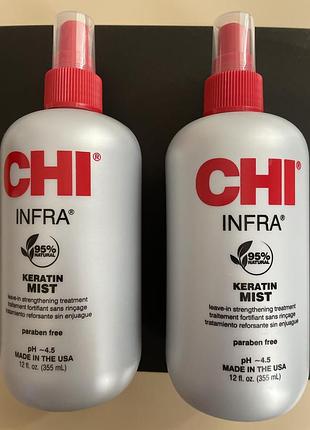 CHI®
INFRA®
95%
NATURAL
KERATIN
MIST
leave-in strengthening treatment
traitement fortifiant sans rinçage
tratamiento reforsante sin enjuague
paraben free
pH ~4.5
MADE IN THE USA
12 fl. oz. (355 mL)
CHI®
INFRA®
95%
NATURAL
KERATIN
MIST
leave-in strengthening treatment
traitement fortifiant sans rinçage
tratamiento reforsante sin enjuague
paraben free
pH ~4.5
MADE IN THE USA
12 fl. oz. (355 mL)